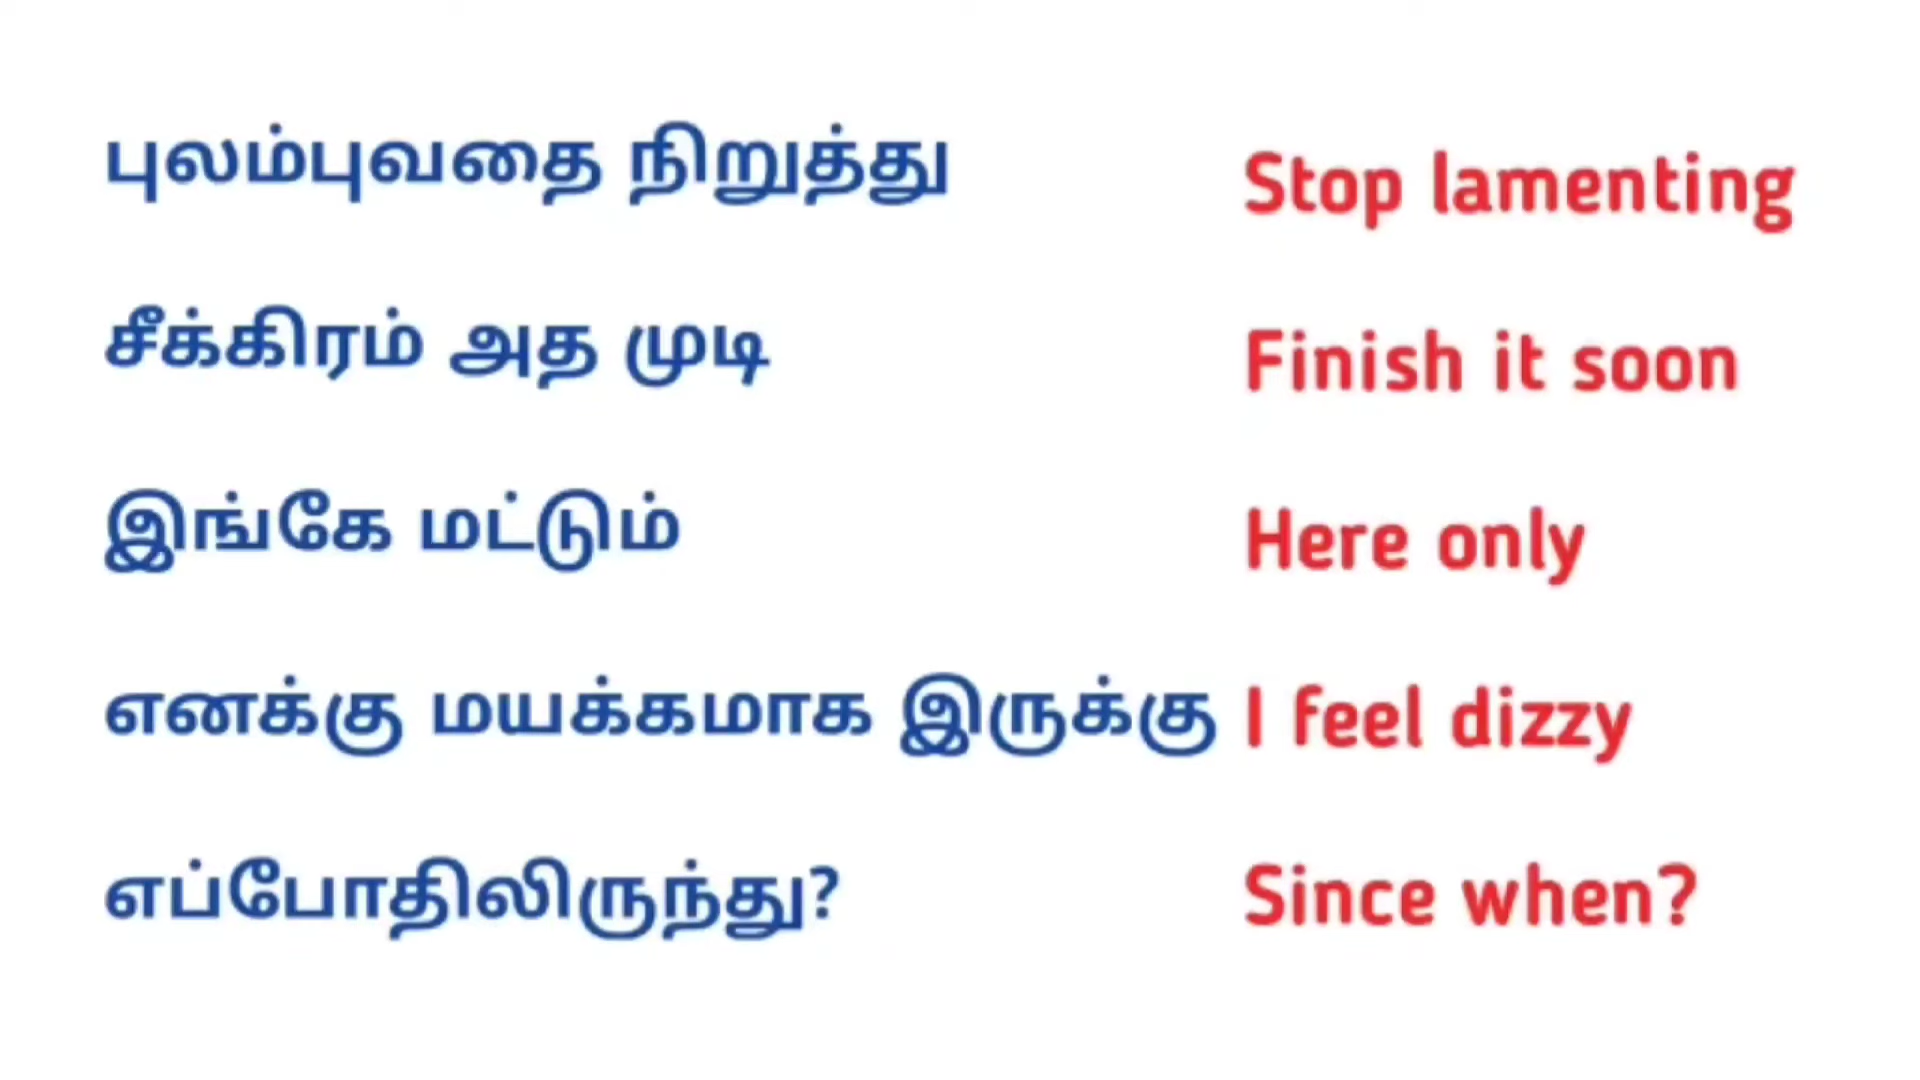 புலம்புவதை நிறுத்து Stop lamenting
சீக்கிரம் அத முடி Finish it soon
இங்கே மட்டும் Here only
எனக்கு மயக்கமாக இருக்கு I feel dizzy
எப்போதிலிருந்து? Since when?